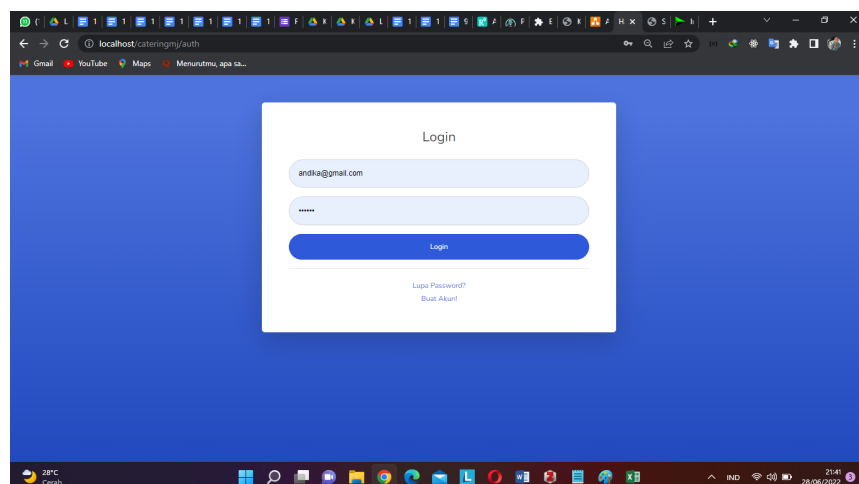 localhost/cateringmj/auth
Gmail YouTube Maps Menurutmu, apa sa...
Login
andika@gmail.com
••••••
Login
Lupa Password?
Buat Akun!
28°C
Cerah
IND
21:41
28/06/2022
3